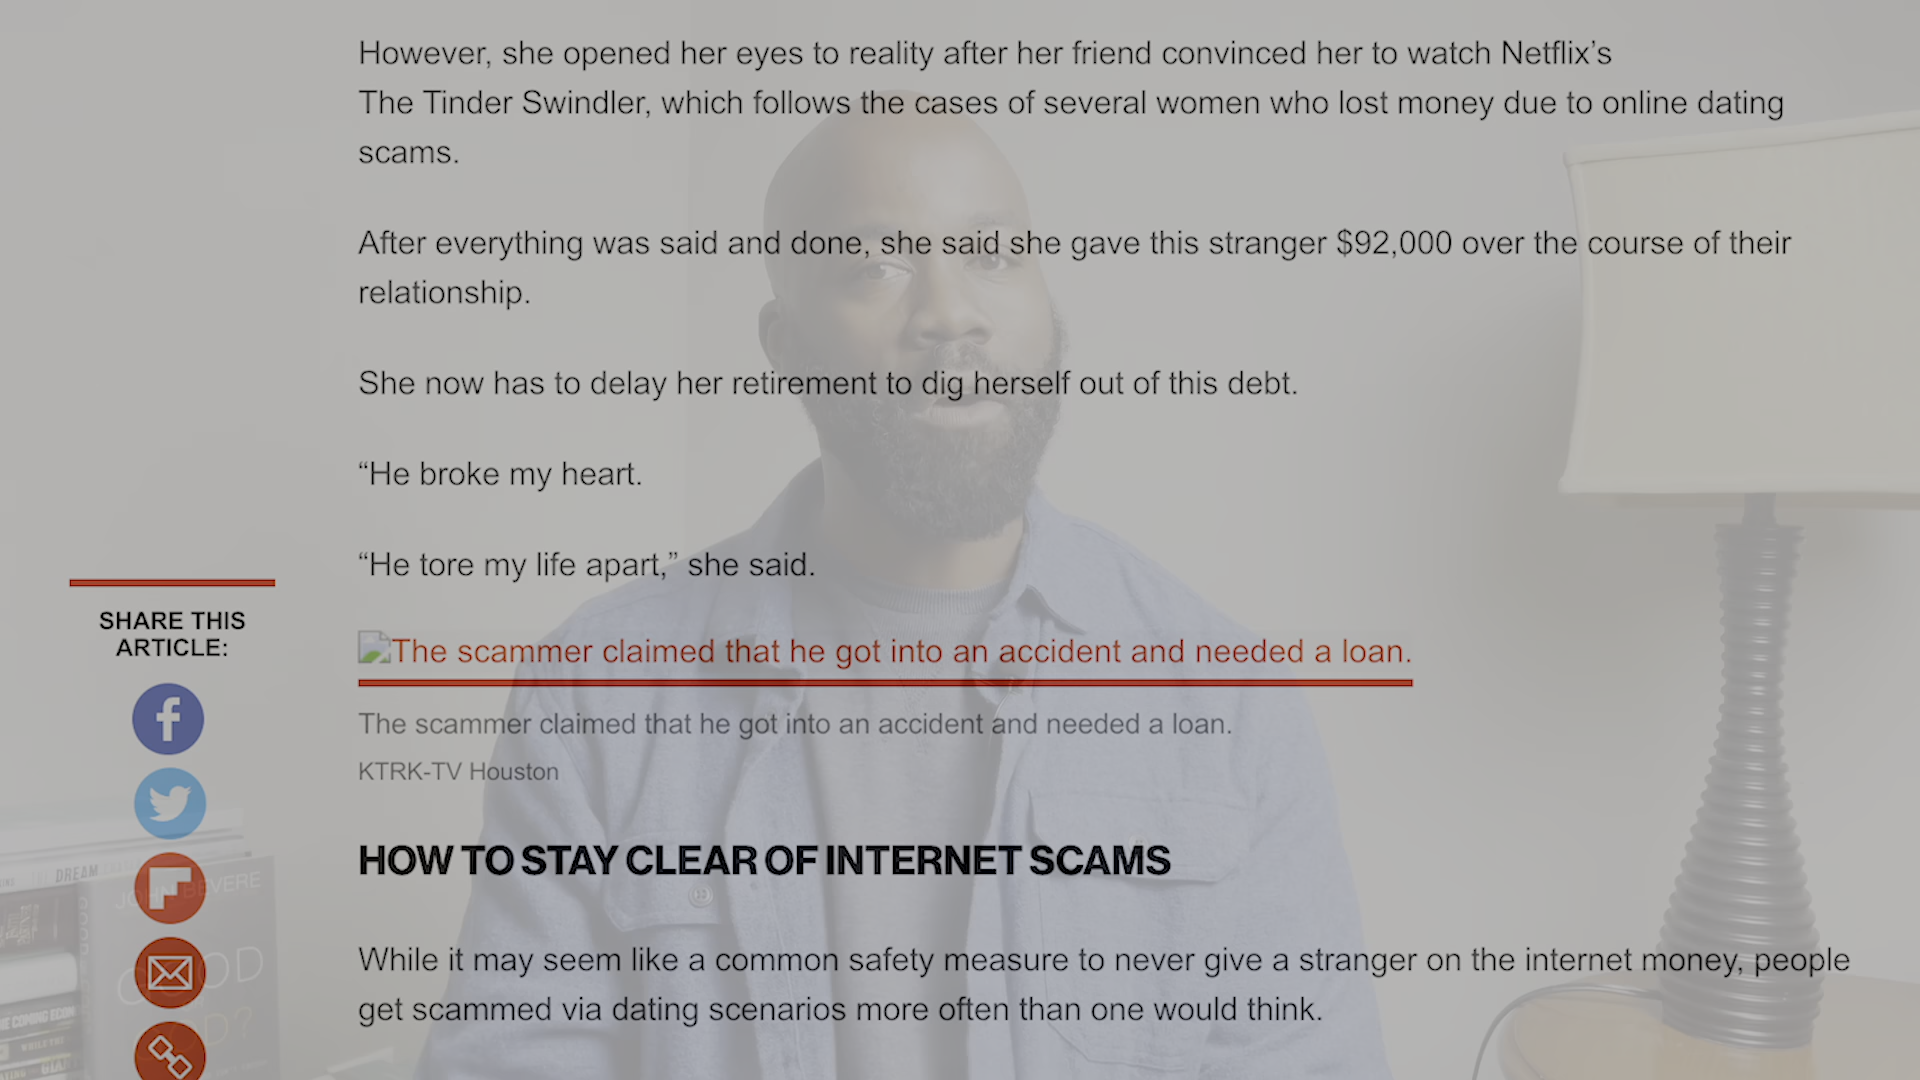 However, she opened her eyes to reality after her friend convinced her to watch Netflix’s
The Tinder Swindler, which follows the cases of several women who lost money due to online dating
scams.
After everything was said and done, she said she gave this stranger $92,000 over the course of their
relationship.
She now has to delay her retirement to dig herself out of this debt.
“He broke my heart.
“He tore my life apart,” she said.
SHARE THIS
ARTICLE:
The scammer claimed that he got into an accident and needed a loan.
The scammer claimed that he got into an accident and needed a loan.
KTRK-TV Houston
HOW TO STAY CLEAR OF INTERNET SCAMS
While it may seem like a common safety measure to never give a stranger on the internet money, people
get scammed via dating scenarios more often than one would think.
DREAM
JOHN BEVERE
GOOD
THE COMING ECON